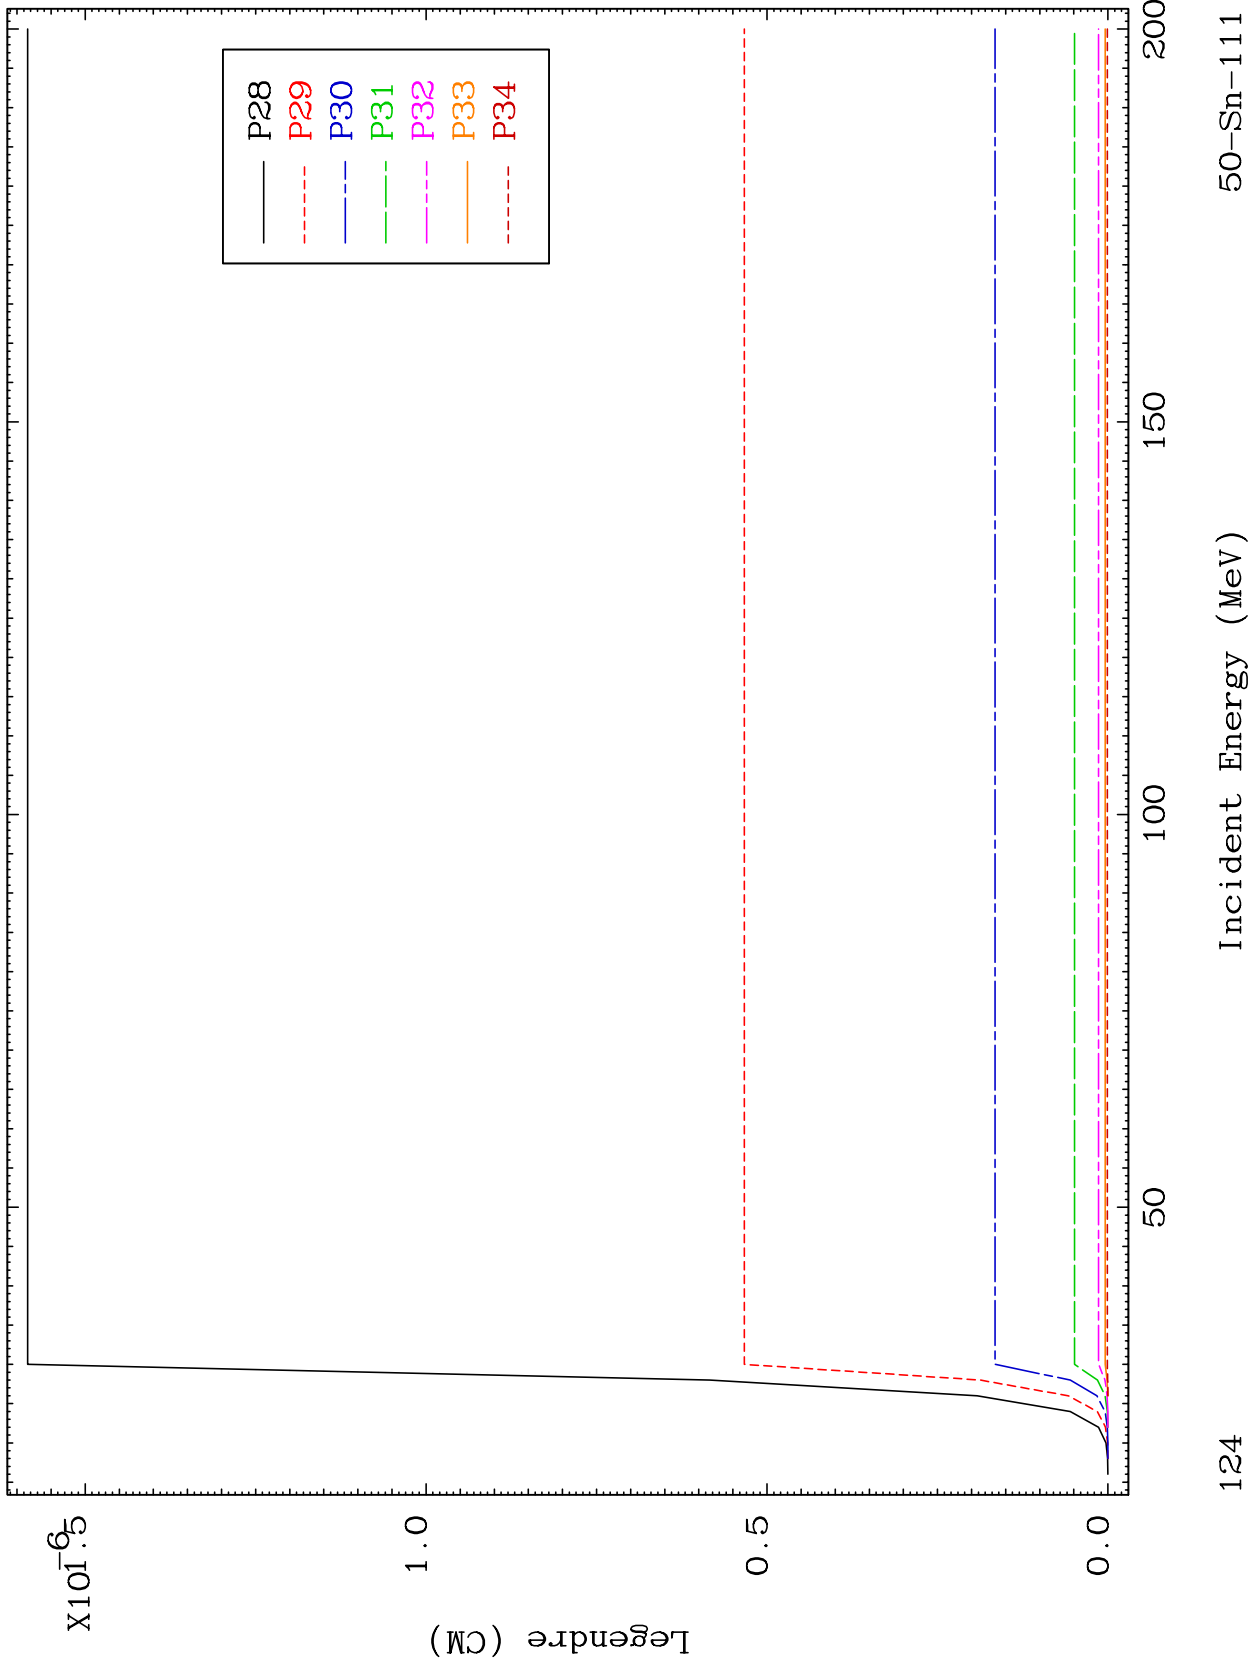 X10-6
1.5
1.0
0.5
0.0
Legendre (CM)
P28
P29
P30
P31
P32
P33
P34
50
100
150
200
Incident Energy (MeV)
124
50-Sn-111